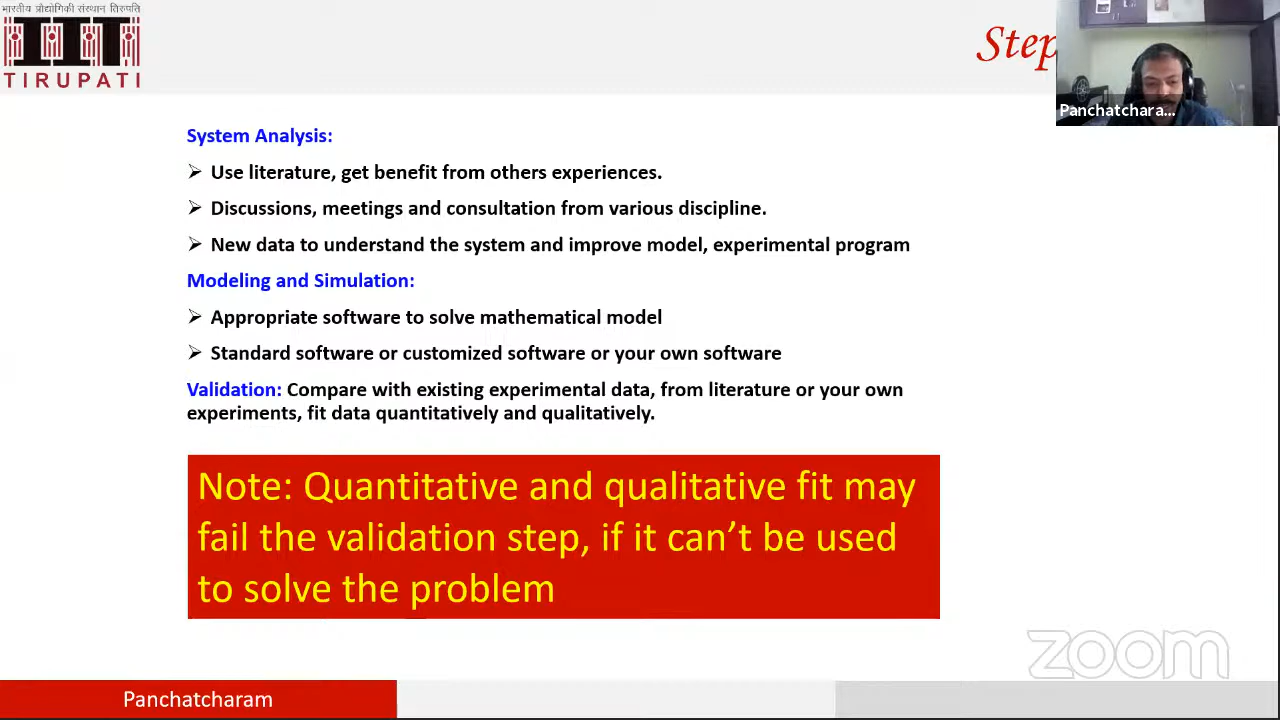 भारतीय प्रौद्योगिकी संस्थान तिरुपति
TIRUPATI
Step
Panchatchara...
System Analysis:
➢ Use literature, get benefit from others experiences.
➢ Discussions, meetings and consultation from various discipline.
➢ New data to understand the system and improve model, experimental program
Modeling and Simulation:
➢ Appropriate software to solve mathematical model
➢ Standard software or customized software or your own software
Validation: Compare with existing experimental data, from literature or your own
experiments, fit data quantitatively and qualitatively.
Note: Quantitative and qualitative fit may
fail the validation step, if it can’t be used
to solve the problem
zoom
Panchatcharam